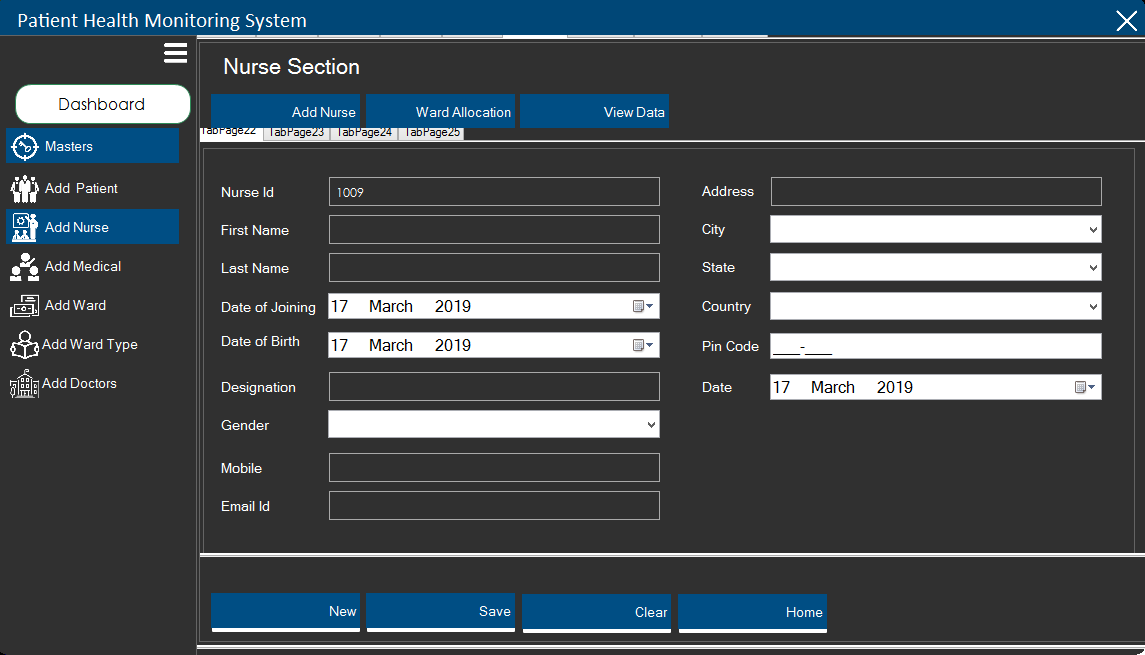 Patient Health Monitoring System
Dashboard
Masters
Add Patient
Add Nurse
Add Medical
Add Ward
Add Ward Type
Add Doctors
Nurse Section
Add Nurse Ward Allocation View Data
TabPage22 TabPage23 TabPage24 TabPage25
Nurse Id 1009
First Name
Last Name
Date of Joining 17 March 2019
Date of Birth 17 March 2019
Designation
Gender
Mobile
Email Id
Address
City
State
Country
Pin Code ___-___
Date 17 March 2019
New Save Clear Home